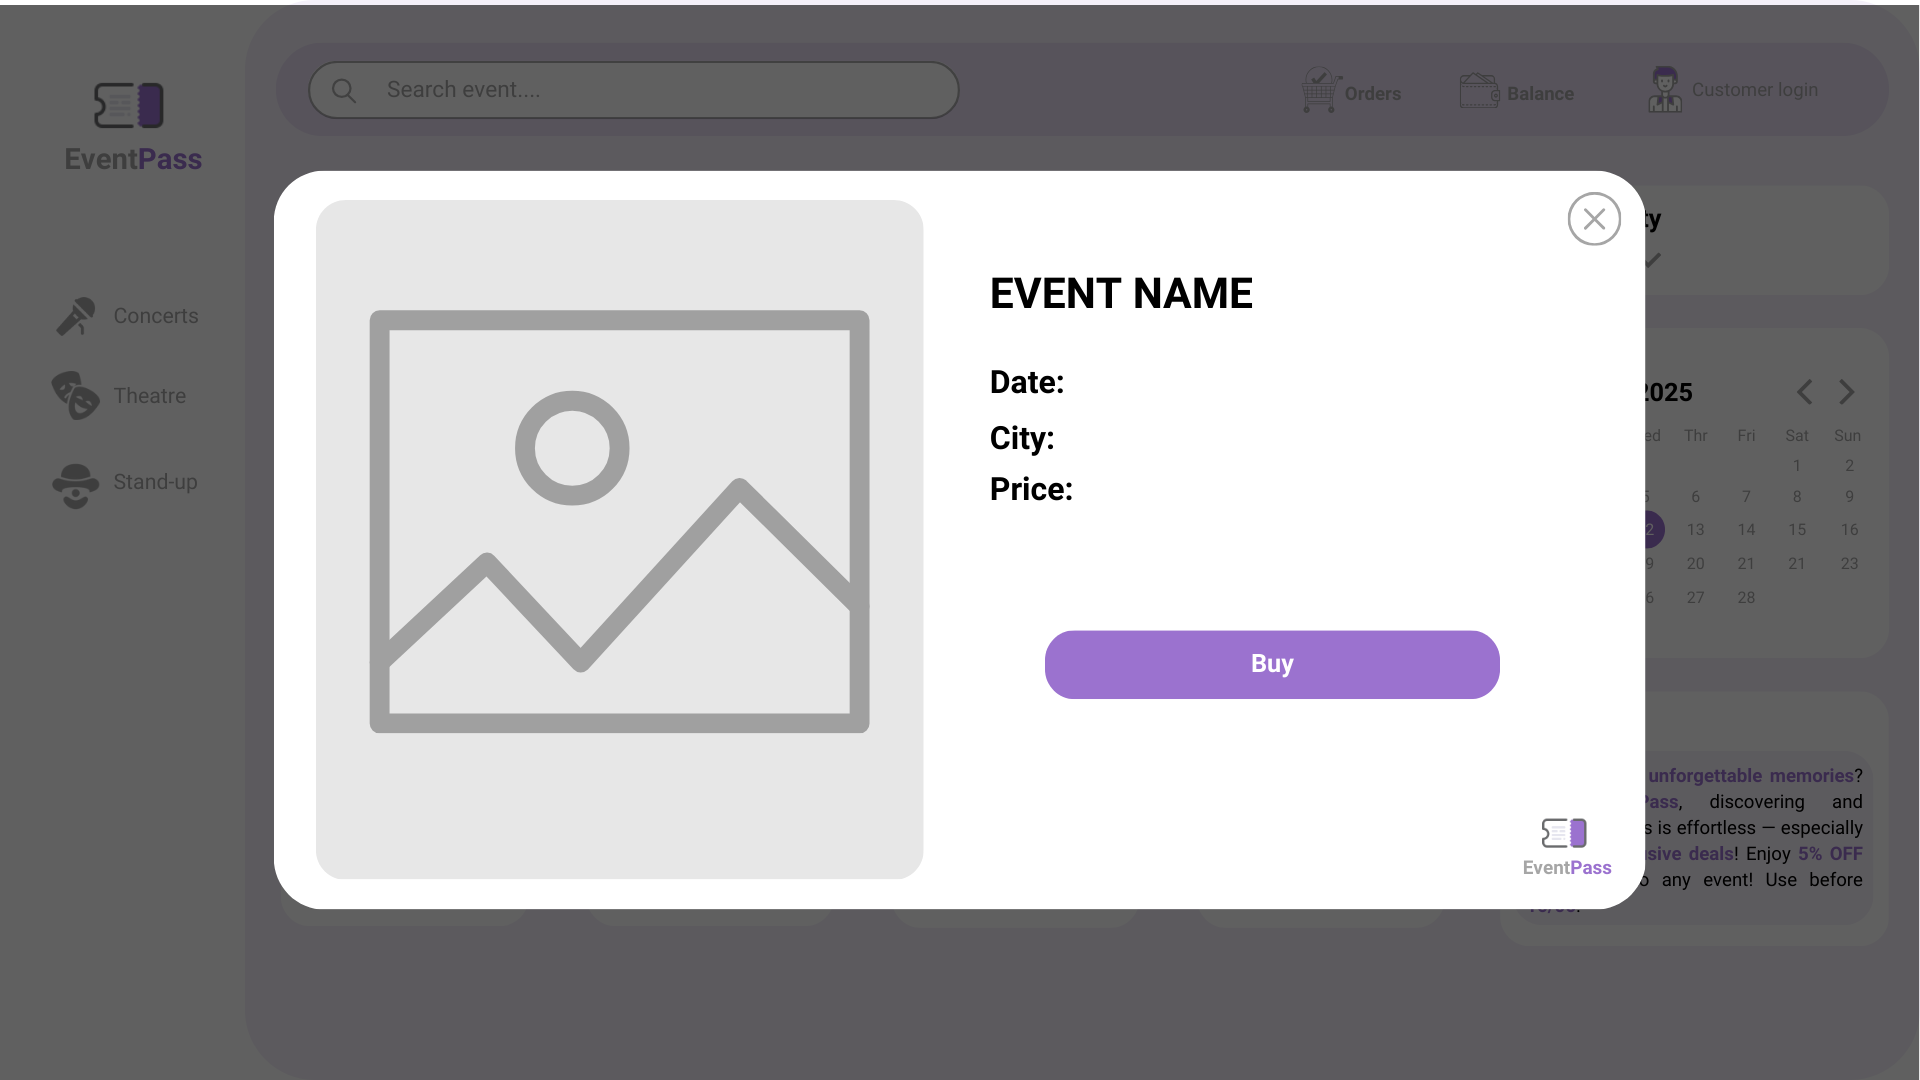 Search event....
Orders
Balance
Customer login
EventPass
Concerts
Theatre
Stand-up
EVENT NAME
Date:
City:
Price:
Buy
EventPass
ty
2025
ed Thr Fri Sat Sun
1 2
5 6 7 8 9
2 13 14 15 16
9 20 21 21 23
6 27 28
unforgettable memories?
Pass, discovering and
s is effortless — especially
sive deals! Enjoy 5% OFF
o any event! Use before